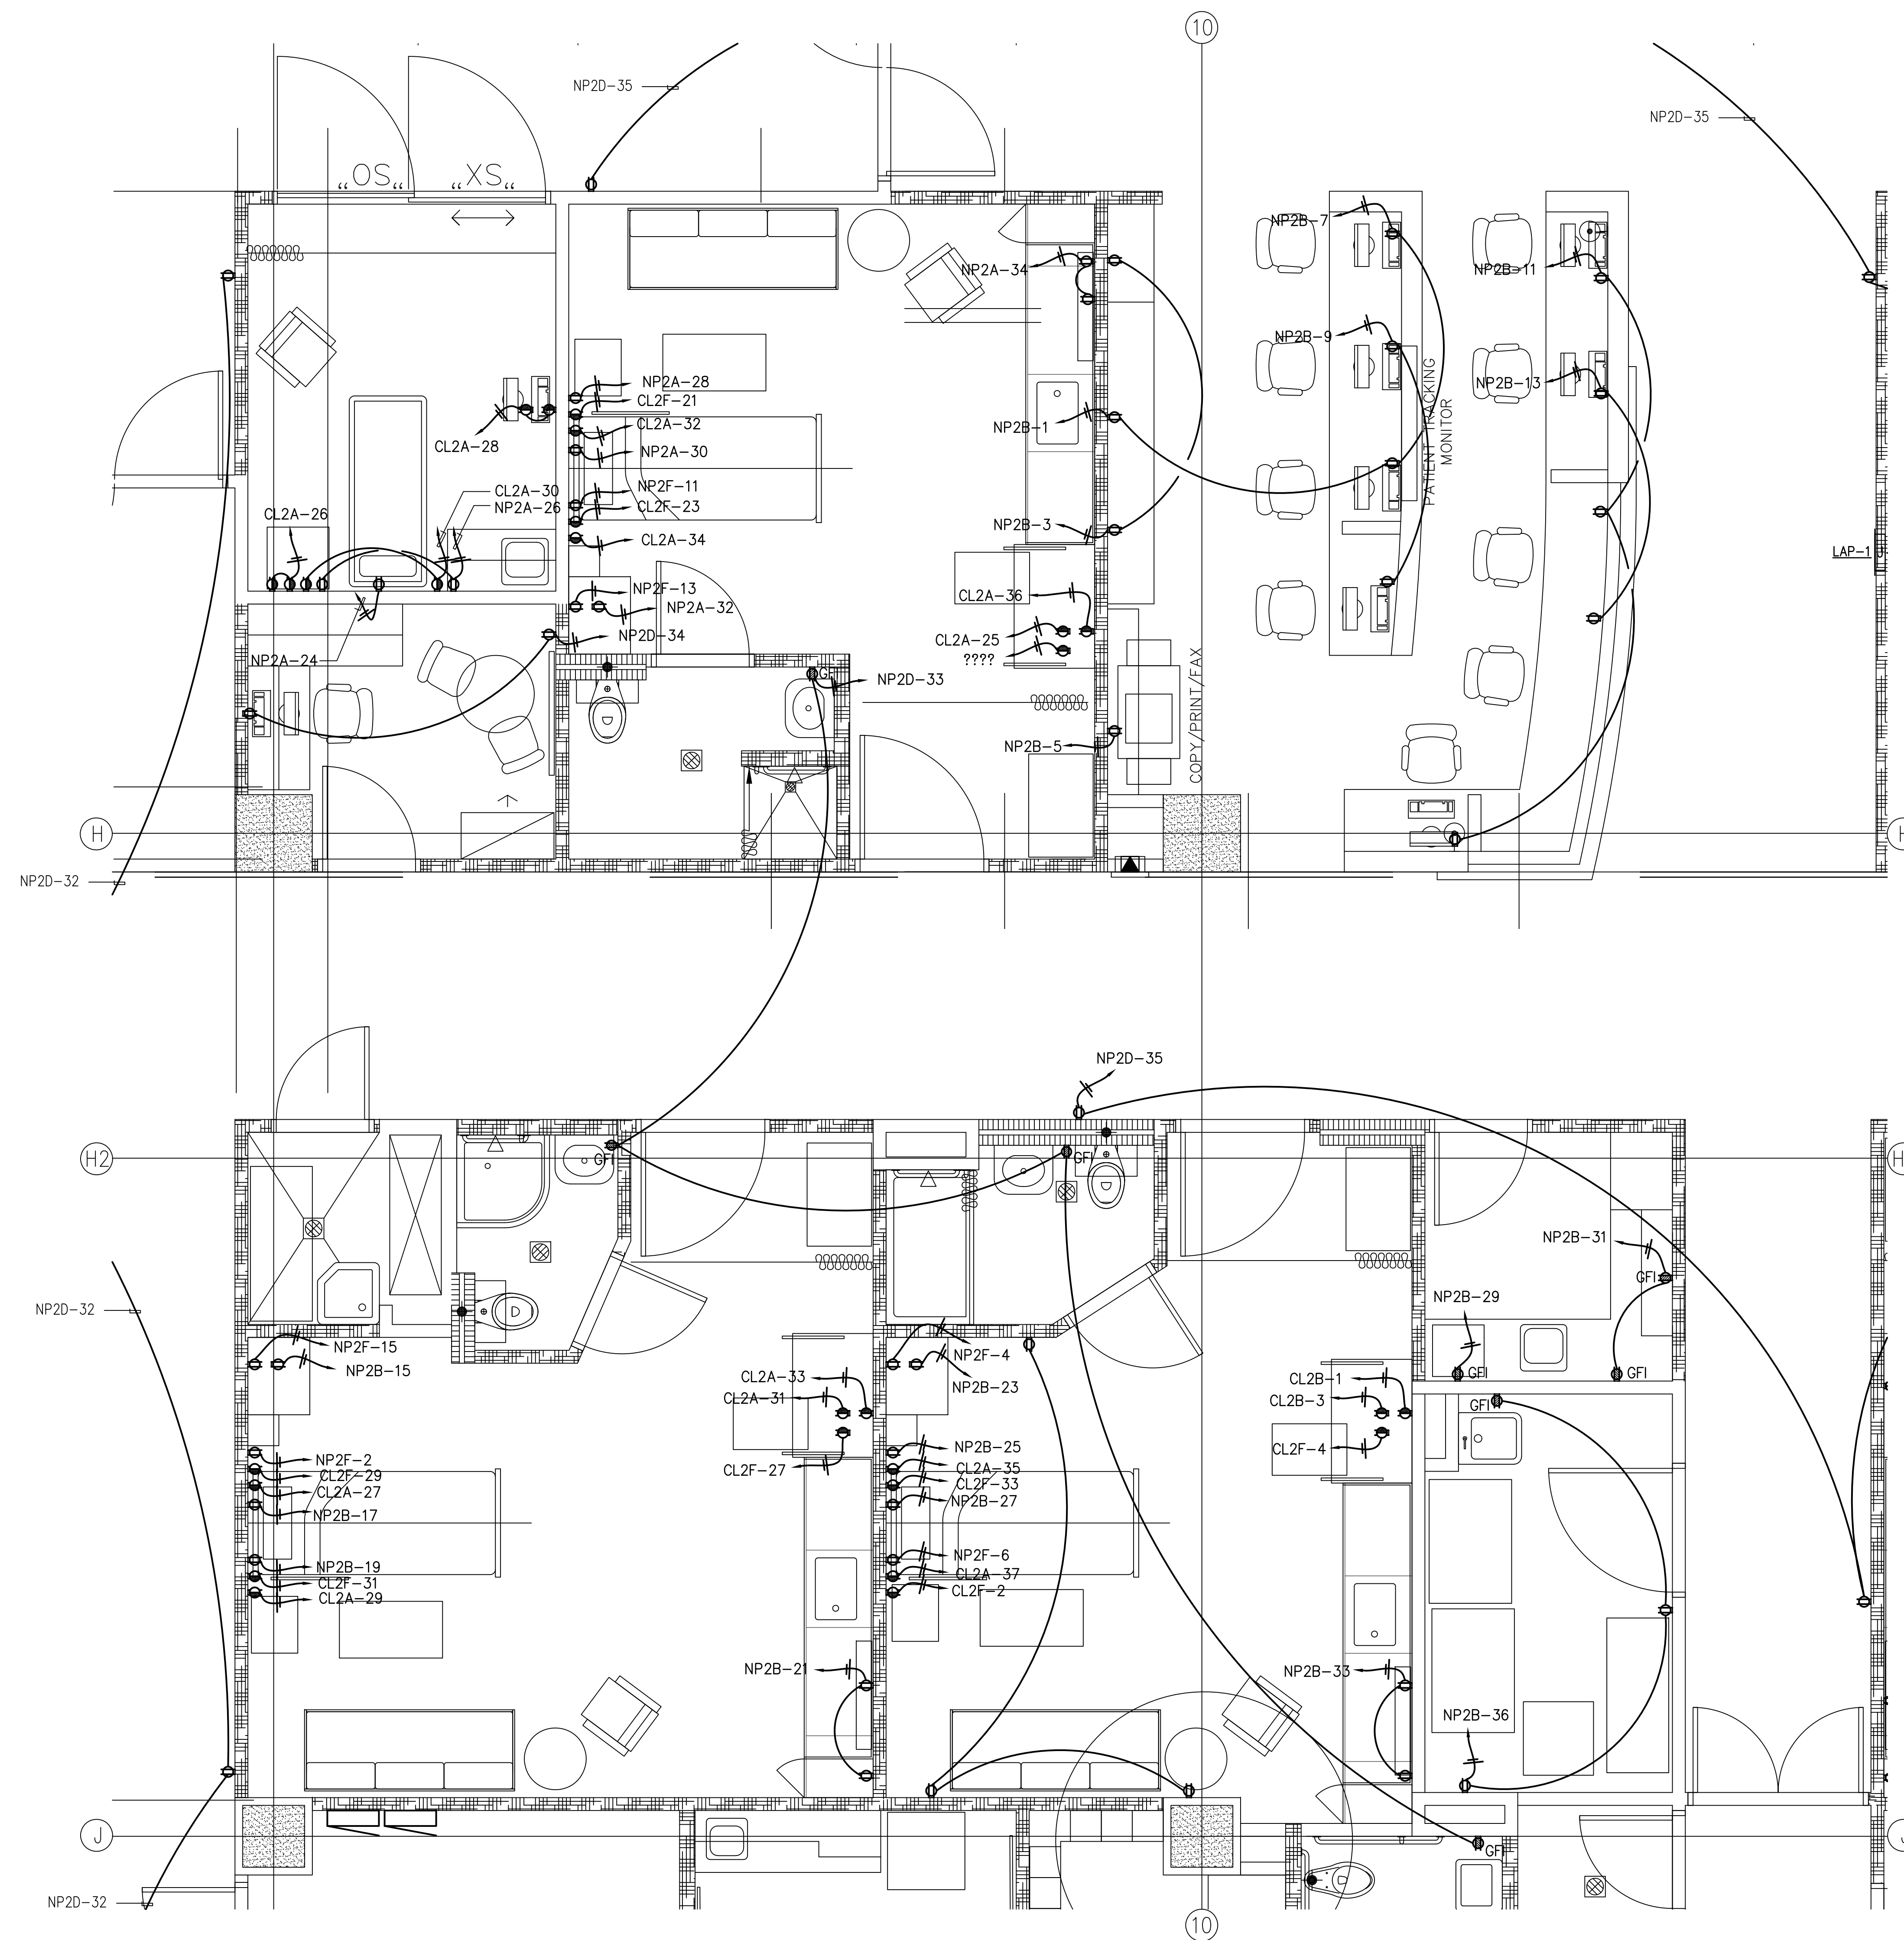 10
NP2D-35
NP2D-35
„OS„
„XS„
NP2B-7
NP2A-34
NP2B-11
NP2B-9
NP2A-28
CL2F-21
NP2B-13
CL2A-32
NP2B-1
CL2A-28
NP2A-30
PATIENT TRACKING
MONITOR
NP2F-11
CL2A-30
NP2A-26
CL2F-23
CL2A-26
NP2B-3
CL2A-34
LAP-1
NP2F-13
CL2A-36
NP2A-32
NP2D-34
CL2A-25
????
NP2A-24
GFI
NP2D-33
COPY/PRINT/FAX
NP2B-5
H
NP2D-32
NP2D-35
H2
GFI
GFI
NP2B-31
GFI
NP2B-29
NP2D-32
NP2F-15
NP2B-15
NP2F-4
CL2A-33
NP2B-23
CL2B-1
GFI
GFI
CL2A-31
CL2B-3
GFI
NP2B-25
CL2F-4
NP2F-2
CL2F-27
CL2A-35
CL2F-29
CL2F-33
CL2A-27
NP2B-27
NP2B-17
NP2F-6
NP2B-19
CL2A-37
CL2F-31
CL2F-2
CL2A-29
NP2B-21
NP2B-33
NP2B-36
J
GFI
NP2D-32
10